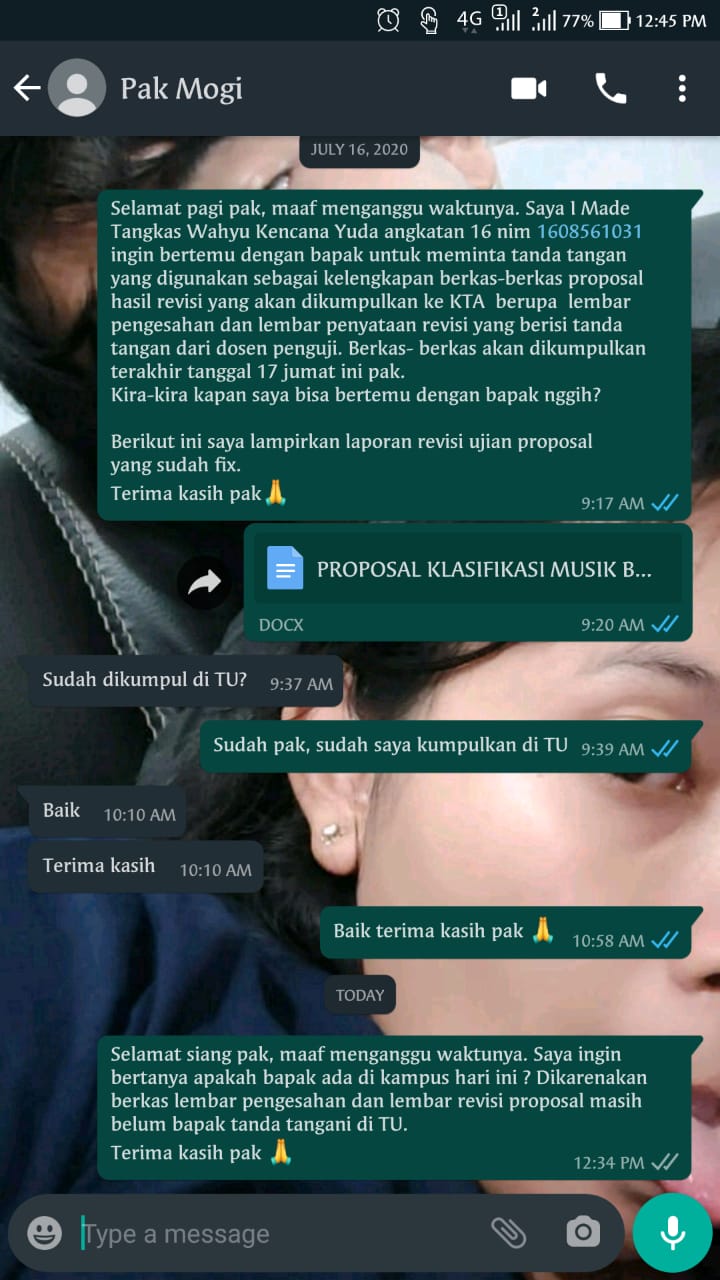 4G 1 2 77% 12:45 PM
Pak Mogi
JULY 16, 2020
Selamat pagi pak, maaf menganggu waktunya. Saya I Made
Tangkas Wahyu Kencana Yuda angkatan 16 nim 1608561031
ingin bertemu dengan bapak untuk meminta tanda tangan
yang digunakan sebagai kelengkapan berkas-berkas proposal
hasil revisi yang akan dikumpulkan ke KTA berupa lembar
pengesahan dan lembar penyataan revisi yang berisi tanda
tangan dari dosen penguji. Berkas- berkas akan dikumpulkan
terakhir tanggal 17 jumat ini pak.
Kira-kira kapan saya bisa bertemu dengan bapak nggih?
Berikut ini saya lampirkan laporan revisi ujian proposal
yang sudah fix.
Terima kasih pak🙏
9:17 AM
PROPOSAL KLASIFIKASI MUSIK B...
DOCX 9:20 AM
Sudah dikumpul di TU? 9:37 AM
Sudah pak, sudah saya kumpulkan di TU 9:39 AM
Baik 10:10 AM
Terima kasih 10:10 AM
Baik terima kasih pak 🙏 10:58 AM
TODAY
Selamat siang pak, maaf menganggu waktunya. Saya ingin
bertanya apakah bapak ada di kampus hari ini ? Dikarenakan
berkas lembar pengesahan dan lembar revisi proposal masih
belum bapak tanda tangani di TU.
Terima kasih pak 🙏
12:34 PM
Type a message